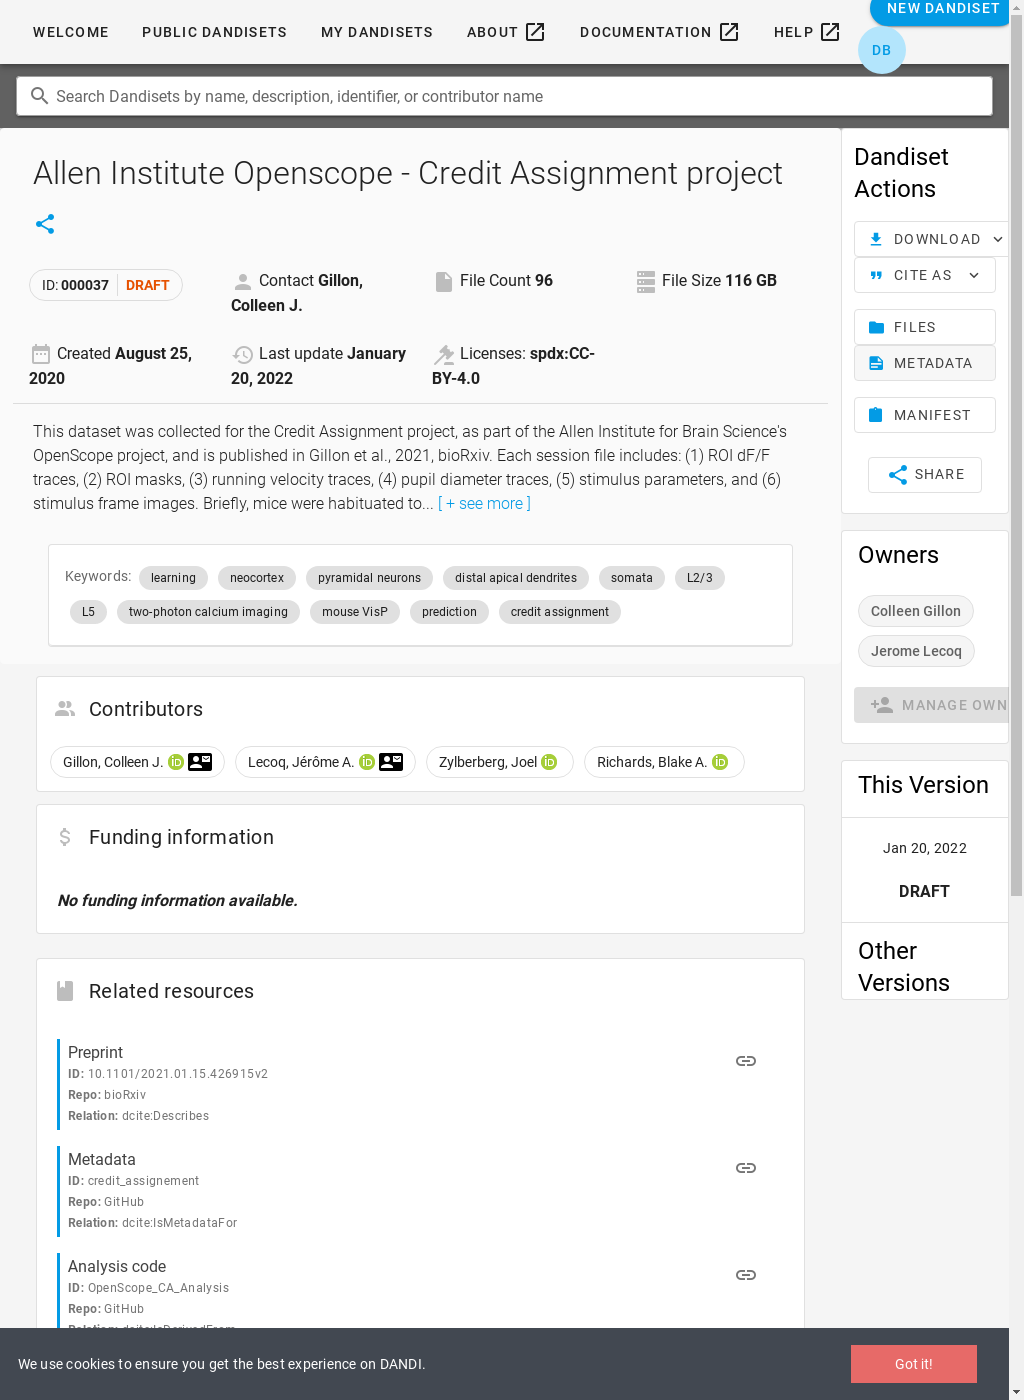 WELCOME PUBLIC DANDISETS MY DANDISETS ABOUT DOCUMENTATION HELP NEW DANDISET
DB
Search Dandisets by name, description, identifier, or contributor name
Allen Institute Openscope - Credit Assignment project
ID: 000037 DRAFT
Contact Gillon,
Colleen J.
File Count 96
File Size 116 GB
Created August 25,
2020
Last update January
20, 2022
Licenses: spdx:CC-
BY-4.0
This dataset was collected for the Credit Assignment project, as part of the Allen Institute for Brain Science's
OpenScope project, and is published in Gillon et al., 2021, bioRxiv. Each session file includes: (1) ROI dF/F
traces, (2) ROI masks, (3) running velocity traces, (4) pupil diameter traces, (5) stimulus parameters, and (6)
stimulus frame images. Briefly, mice were habituated to... [ + see more ]
Keywords: learning neocortex pyramidal neurons distal apical dendrites somata L2/3
L5 two-photon calcium imaging mouse VisP prediction credit assignment
Contributors
Gillon, Colleen J. iD Lecoq, Jérôme A. iD Zylberberg, Joel iD Richards, Blake A. iD
Funding information
No funding information available.
Related resources
Preprint
ID: 10.1101/2021.01.15.426915v2
Repo: bioRxiv
Relation: dcite:Describes
Metadata
ID: credit_assignement
Repo: GitHub
Relation: dcite:IsMetadataFor
Analysis code
ID: OpenScope_CA_Analysis
Repo: GitHub
Relation: dcite:IsDerivedFrom
Dandiset
Actions
DOWNLOAD
CITE AS
FILES
METADATA
MANIFEST
SHARE
Owners
Colleen Gillon
Jerome Lecoq
MANAGE OWN
This Version
Jan 20, 2022
DRAFT
Other
Versions
We use cookies to ensure you get the best experience on DANDI.
Got it!